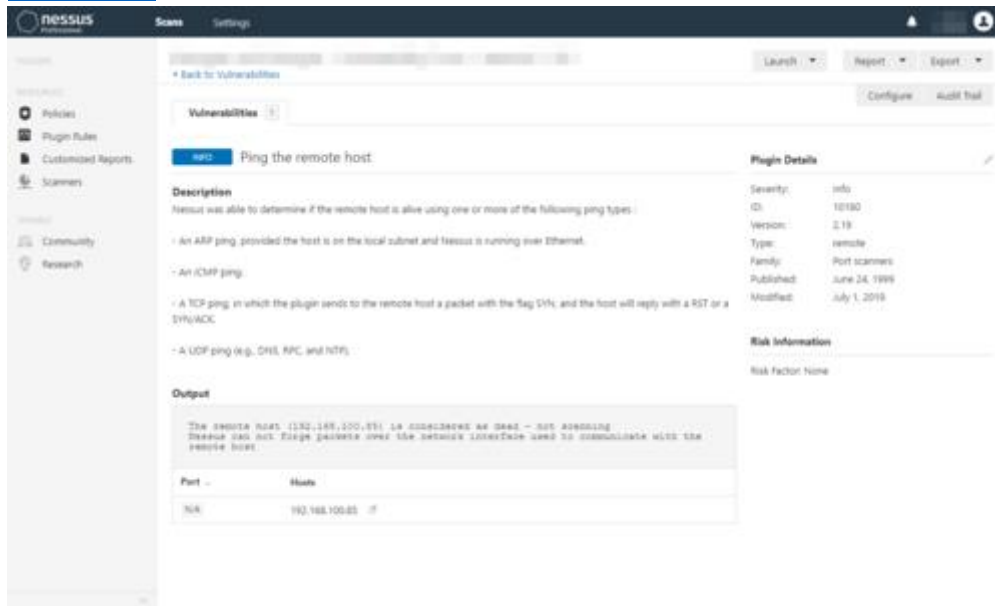 nessus
Professional
Scans
Settings
Launch
Report
Export
< Back to Vulnerabilities
Configure
Audit Trail
Policies
Plugin Rules
Customized Reports
Scanners
Community
Research
Vulnerabilities 1
INFO
Ping the remote host
Description
Nessus was able to determine if the remote host is alive using one or more of the following ping types :
- An ARP ping, provided the host is on the local subnet and Nessus is running over Ethernet.
- An ICMP ping.
- A TCP ping, in which the plugin sends to the remote host a packet with the flag SYN, and the host will reply with a RST or a
SYN/ACK.
- A UDP ping (e.g., DNS, RPC, and NTP).
Output
The remote host (192.168.100.85) is considered as dead - not scanning
Nessus can not forge packets over the network interface used to communicate with the
remote host
Port
Hosts
N/A
192.168.100.85
Plugin Details
Severity: Info
ID: 10180
Version: 2.19
Type: remote
Family: Port scanners
Published: June 24, 1999
Modified: July 1, 2019
Risk Information
Risk Factor: None